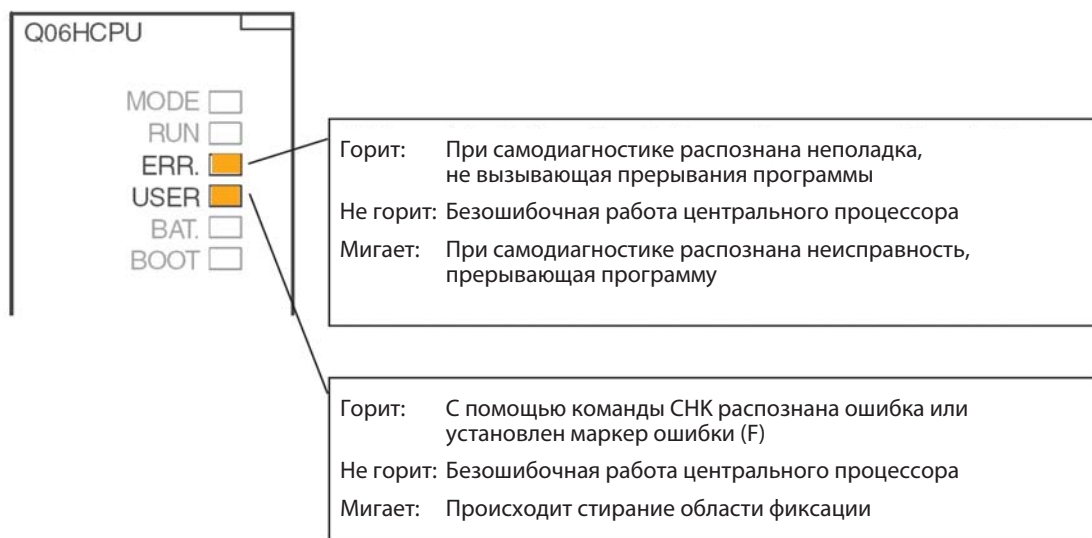 Q06HCPU
MODE
RUN
ERR.
USER
BAT.
BOOT
Горит: При самодиагностике распознана неполадка,
не вызывающая прерывания программы
Не горит: Безошибочная работа центрального процессора
Мигает: При самодиагностике распознана неисправность,
прерывающая программу
Горит: С помощью команды CHK распознана ошибка или
установлен маркер ошибки (F)
Не горит: Безошибочная работа центрального процессора
Мигает: Происходит стирание области фиксации